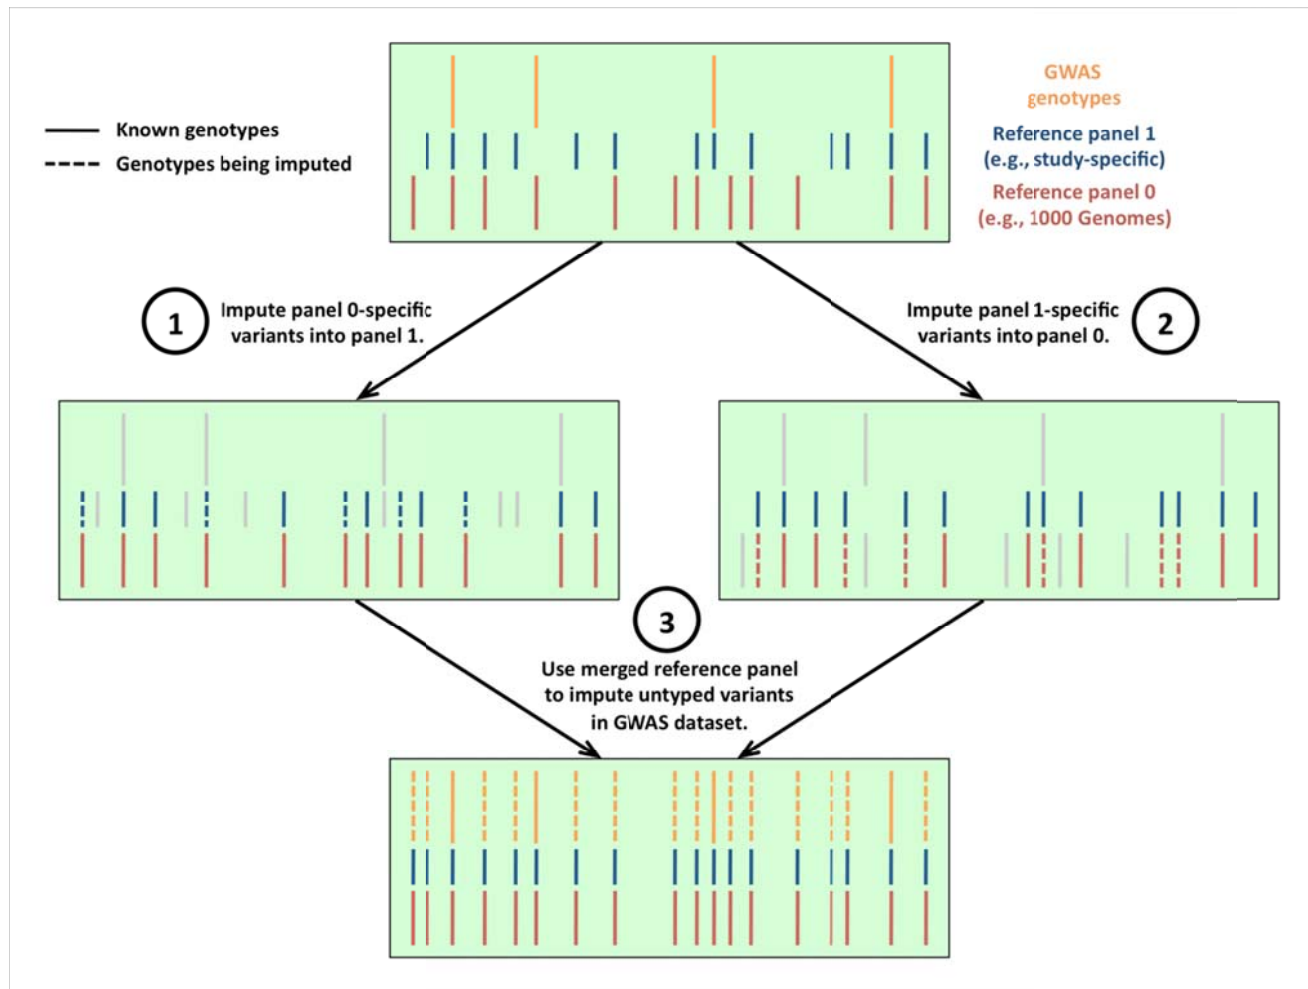 Known genotypes
Genotypes being imputed
GWAS
genotypes
Reference panel 1
(e.g., study-specific)
Reference panel 0
(e.g., 1000 Genomes)
1
Impute panel 0-specific
variants into panel 1.
Impute panel 1-specific
variants into panel 0.
2
3
Use merged reference panel
to impute untyped variants
in GWAS dataset.